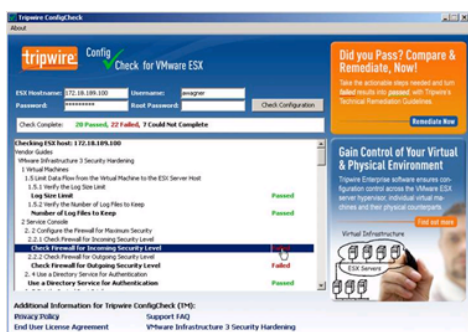 Tripwire ConfigCheck
About
tripwire Config Check for VMware ESX
ESX Hostname: 172.18.189.100 Username: awagner
Password: ********* Root Password: Check Configuration
Check Complete: 20 Passed, 22 Failed, 7 Could Not Complete
Checking ESX host: 172.18.189.100
Vendor Guides
VMware Infrastructure 3 Security Hardening
1 Virtual Machines
1.5 Limit Data Flow from the Virtual Machine to the ESX Server Host
1.5.1 Verify the Log Size Limit
Log Size Limit Passed
1.5.2 Verify the Number of Log Files to Keep
Number of Log Files to Keep Passed
2 Service Console
2. 2 Configure the Firewall for Maximum Security
2.2.1 Check Firewall for Incoming Security Level
Check Firewall for Incoming Security Level
2.2.2 Check Firewall for Outgoing Security Level
Check Firewall for Outgoing Security Level Failed
2. 4 Use a Directory Service for Authentication
Use a Directory Service for Authentication Passed
Additional Information for Tripwire ConfigCheck (TM):
Privacy Policy Support FAQ
End User License Agreement VMware Infrastructure 3 Security Hardening
Did you Pass? Compare &
Remediate, Now!
Take the actionable steps needed and turn
failed results into passed, with Tripwire's
Technical Remediation Guidelines.
Remediate Now
Gain Control of Your Virtual
& Physical Environment
Tripwire Enterprise software ensures con-
figuration control across the VMware ESX
server hypervisor, individual virtual ma-
chines and their physical counterparts.
Find out more
Virtual Infrastructure
ESX Servers